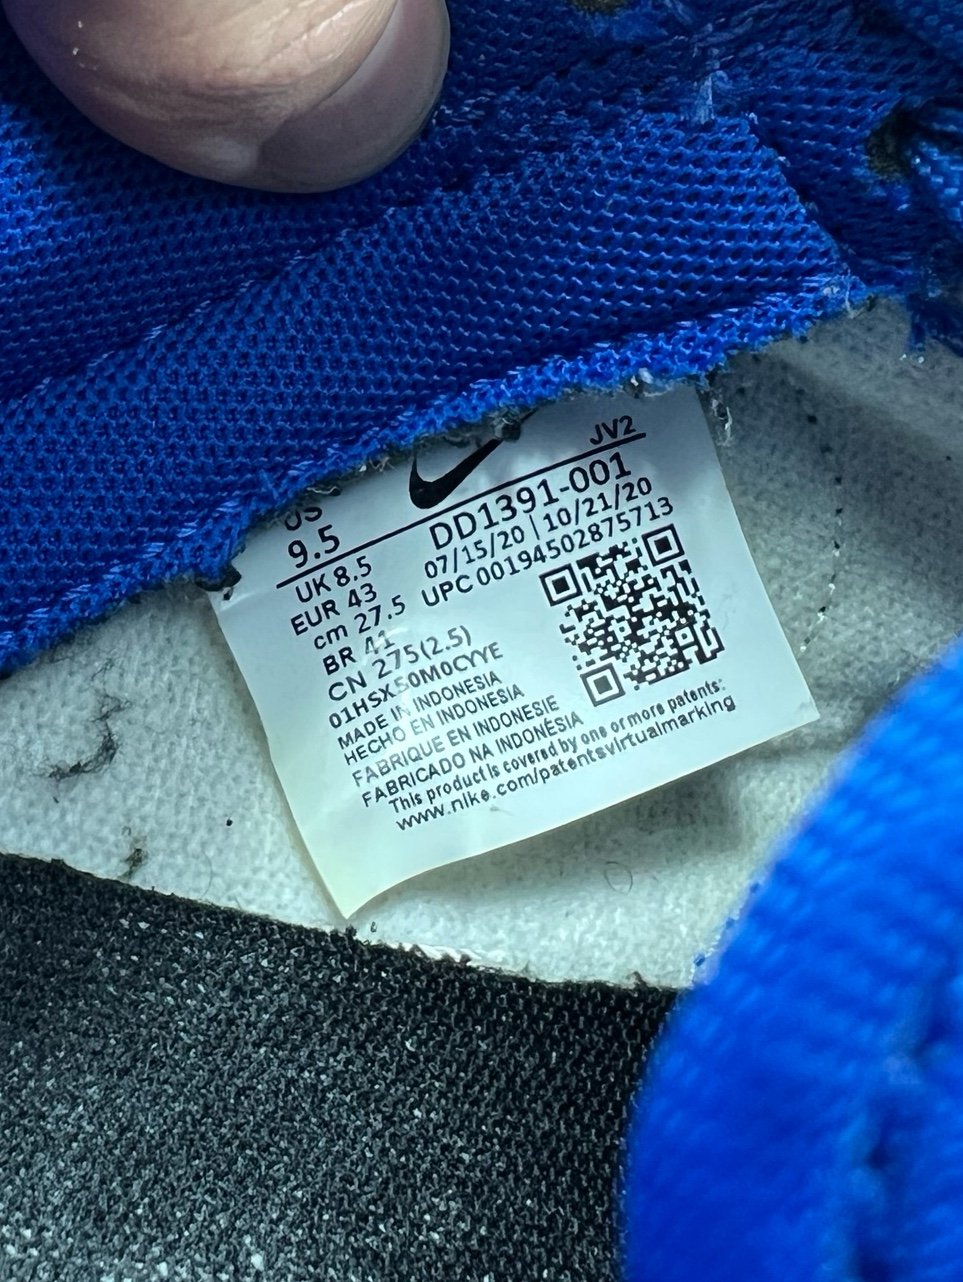 JV2
US
9.5
DD1391-001
UK 8.5
07/15/20 | 10/21/20
EUR 43
UPC 00194502875713
cm 27.5
BR 41
CN 275(2.5)
01HSX50M0CYYE
MADE IN INDONESIA
HECHO EN INDONESIA
FABRIQUE EN INDONESIE
FABRICADO NA INDONÉSIA
This product is covered by one or more patents:
www.nike.com/patentsvirtualmarking